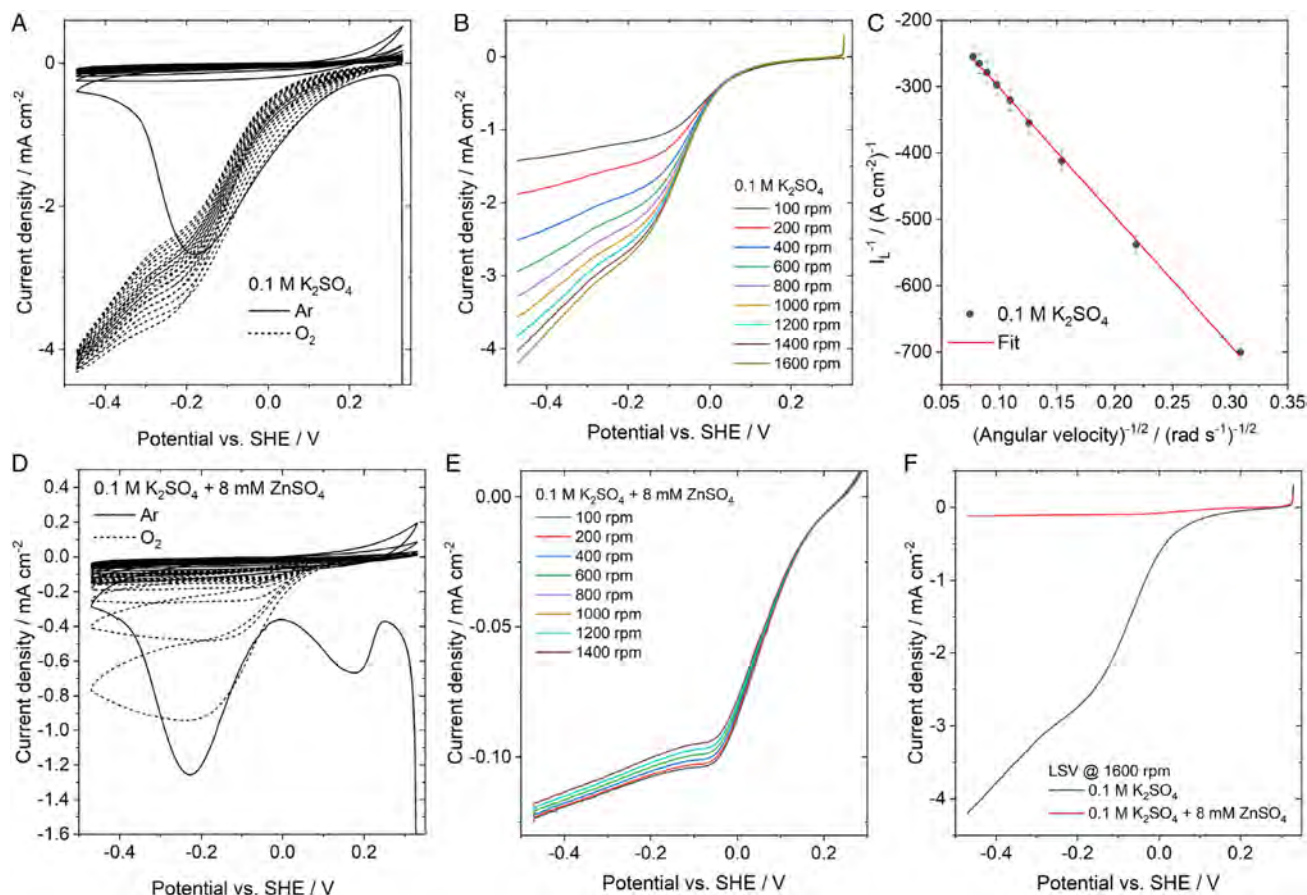 A
0
-2
-4
Current density / mA cm⁻²
0.1 M K₂SO₄
Ar
O₂
-0.4 -0.2 0.0 0.2
Potential vs. SHE / V
B
0
-1
-2
-3
-4
Current density / mA cm⁻²
0.1 M K₂SO₄
100 rpm
200 rpm
400 rpm
600 rpm
800 rpm
1000 rpm
1200 rpm
1400 rpm
1600 rpm
-0.4 -0.2 0.0 0.2
Potential vs. SHE / V
C
-200
-300
-400
-500
-600
-700
I_L⁻¹ / (A cm⁻²)⁻¹
0.1 M K₂SO₄
Fit
0.05 0.10 0.15 0.20 0.25 0.30 0.35
(Angular velocity)⁻¹/² / (rad s⁻¹)⁻¹/²
D
0.4
0.2
0.0
-0.2
-0.4
-0.6
-0.8
-1.0
-1.2
-1.4
-1.6
Current density / mA cm⁻²
0.1 M K₂SO₄ + 8 mM ZnSO₄
Ar
O₂
-0.4 -0.2 0.0 0.2
Potential vs. SHE / V
E
0.00
-0.05
-0.10
Current density / mA cm⁻²
0.1 M K₂SO₄ + 8 mM ZnSO₄
100 rpm
200 rpm
400 rpm
600 rpm
800 rpm
1000 rpm
1200 rpm
1400 rpm
-0.4 -0.2 0.0 0.2
Potential vs. SHE / V
F
0
-1
-2
-3
-4
Current density / mA cm⁻²
LSV @ 1600 rpm
0.1 M K₂SO₄
0.1 M K₂SO₄ + 8 mM ZnSO₄
-0.4 -0.2 0.0 0.2
Potential vs. SHE / V